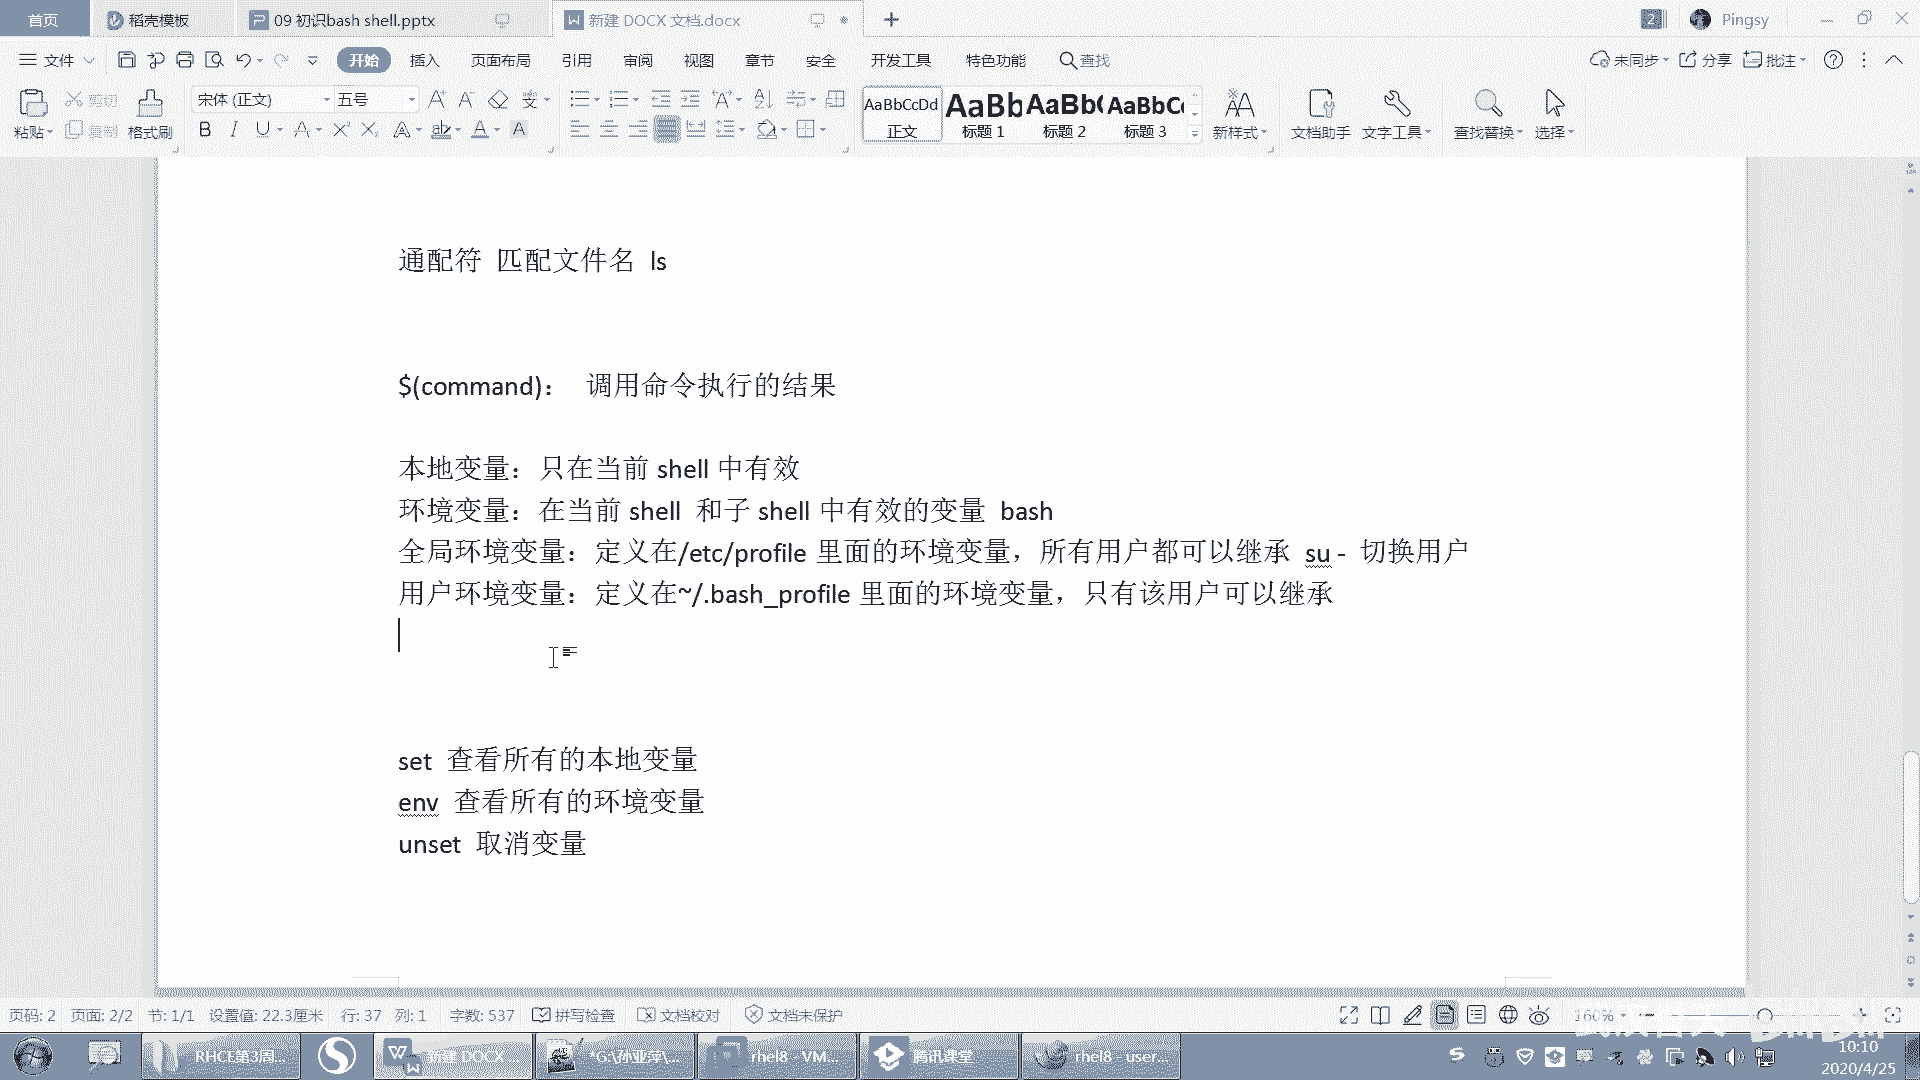 首页 稻壳模板 09 初识bash shell.pptx 新建 DOCX 文档.docx 2 Pingsy
文件 开始 插入 页面布局 引用 审阅 视图 章节 安全 开发工具 特色功能 查找 未同步 分享 批注
粘贴 剪切 复制 格式刷 宋体 (正文) 五号
AaBbCcDd 正文 标题 1 标题 2 标题 3 新样式 文档助手 文字工具 查找替换 选择
通配符 匹配文件名 ls
$(command)： 调用命令执行的结果
本地变量：只在当前 shell 中有效
环境变量：在当前 shell 和子 shell 中有效的变量 bash
全局环境变量：定义在/etc/profile 里面的环境变量，所有用户都可以继承 su - 切换用户
用户环境变量：定义在~/.bash_profile 里面的环境变量，只有该用户可以继承
set 查看所有的本地变量
env 查看所有的环境变量
unset 取消变量
页码: 2 页面: 2/2 节: 1/1 设置值: 22.3厘米 行: 37 列: 1 字数: 537 拼写检查 文档校对 文档未保护 160%
RHCE第3周... 新建 DOCX ... *G:\孙亚萍\... rhel8 - VM... 腾讯课堂 rhel8 - user... 10:10
2020/4/25